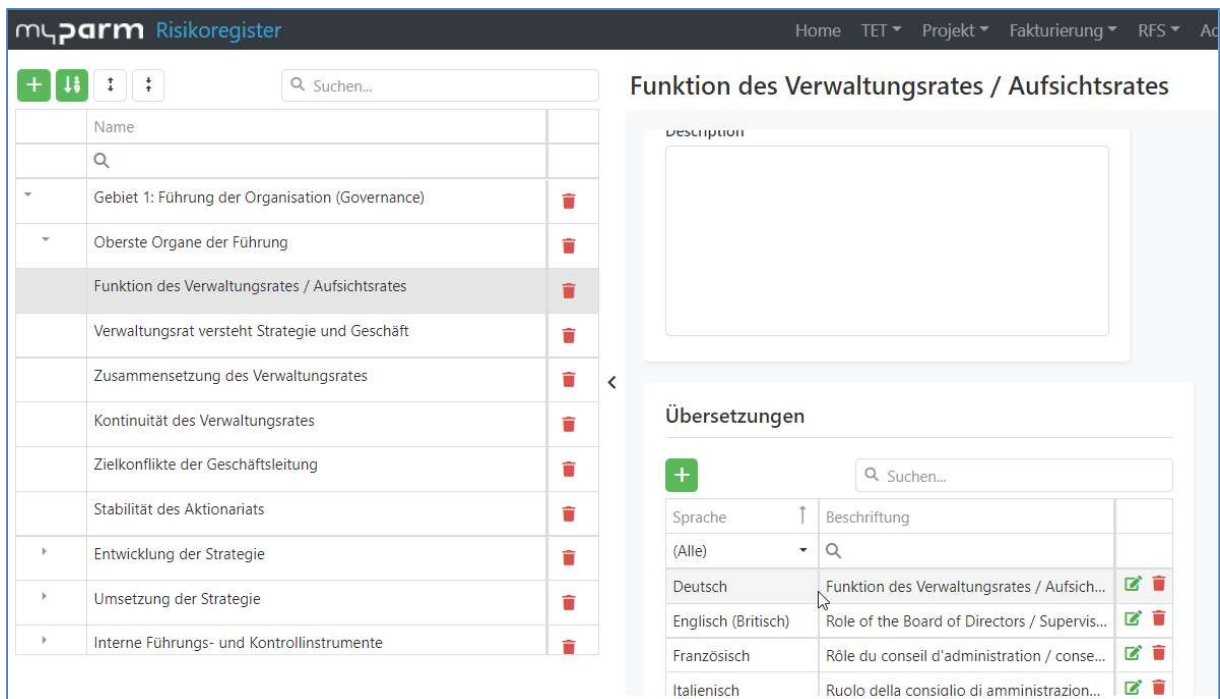 myparm Risikoregister
Home TET Projekt Fakturierung RFS Ad
Suchen...
Name
Gebiet 1: Führung der Organisation (Governance)
Oberste Organe der Führung
Funktion des Verwaltungsrates / Aufsichtsrates
Verwaltungsrat versteht Strategie und Geschäft
Zusammensetzung des Verwaltungsrates
Kontinuität des Verwaltungsrates
Zielkonflikte der Geschäftsleitung
Stabilität des Aktionariats
Entwicklung der Strategie
Umsetzung der Strategie
Interne Führungs- und Kontrollinstrumente
Funktion des Verwaltungsrates / Aufsichtsrates
Description
Übersetzungen
Suchen...
Sprache Beschriftung
(Alle)
Deutsch Funktion des Verwaltungsrates / Aufsich...
Englisch (Britisch) Role of the Board of Directors / Supervis...
Französisch Rôle du conseil d'administration / conse...
Italienisch Ruolo della consiglio di amministrazion...